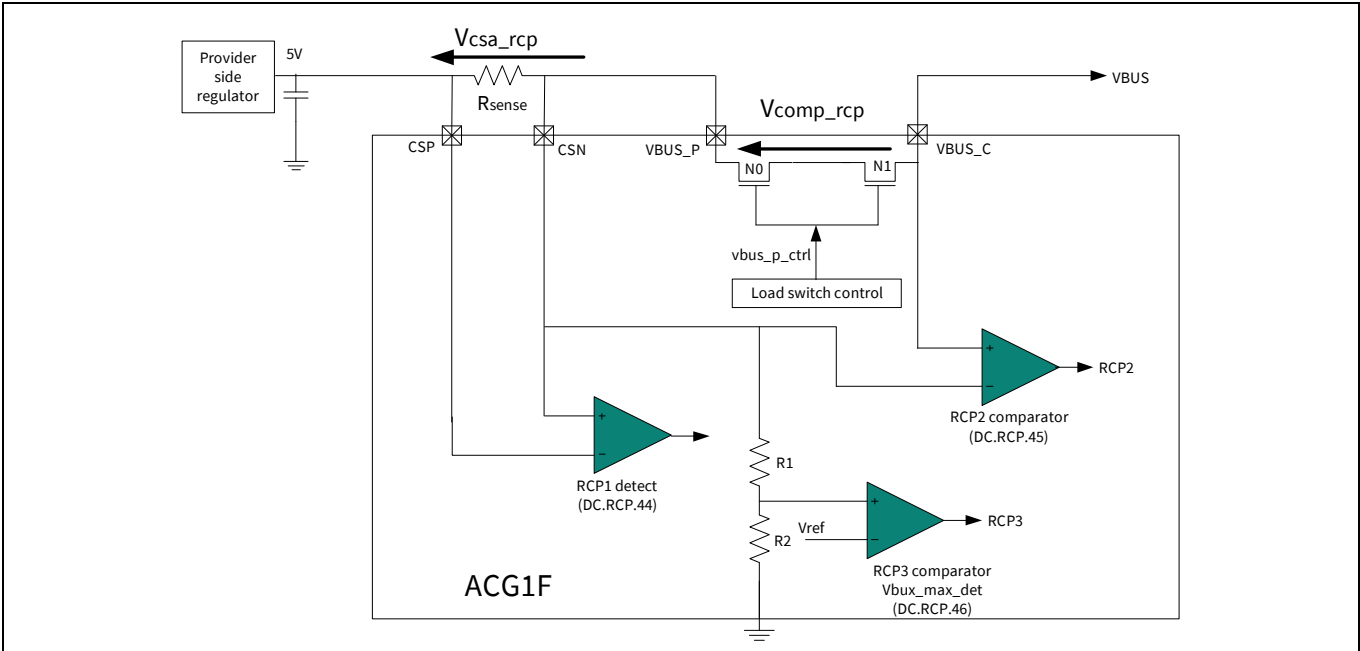 Vcsa_rcp
Provider
side
regulator
5V
VBUS
Rsense
Vcomp_rcp
CSP
CSN
VBUS_P
VBUS_C
N0
N1
vbus_p_ctrl
Load switch control
+
−
RCP2
RCP2 comparator
(DC.RCP.45)
+
−
RCP1 detect
(DC.RCP.44)
R1
+
−
Vref
R2
RCP3
RCP3 comparator
Vbux_max_det
(DC.RCP.46)
ACG1F